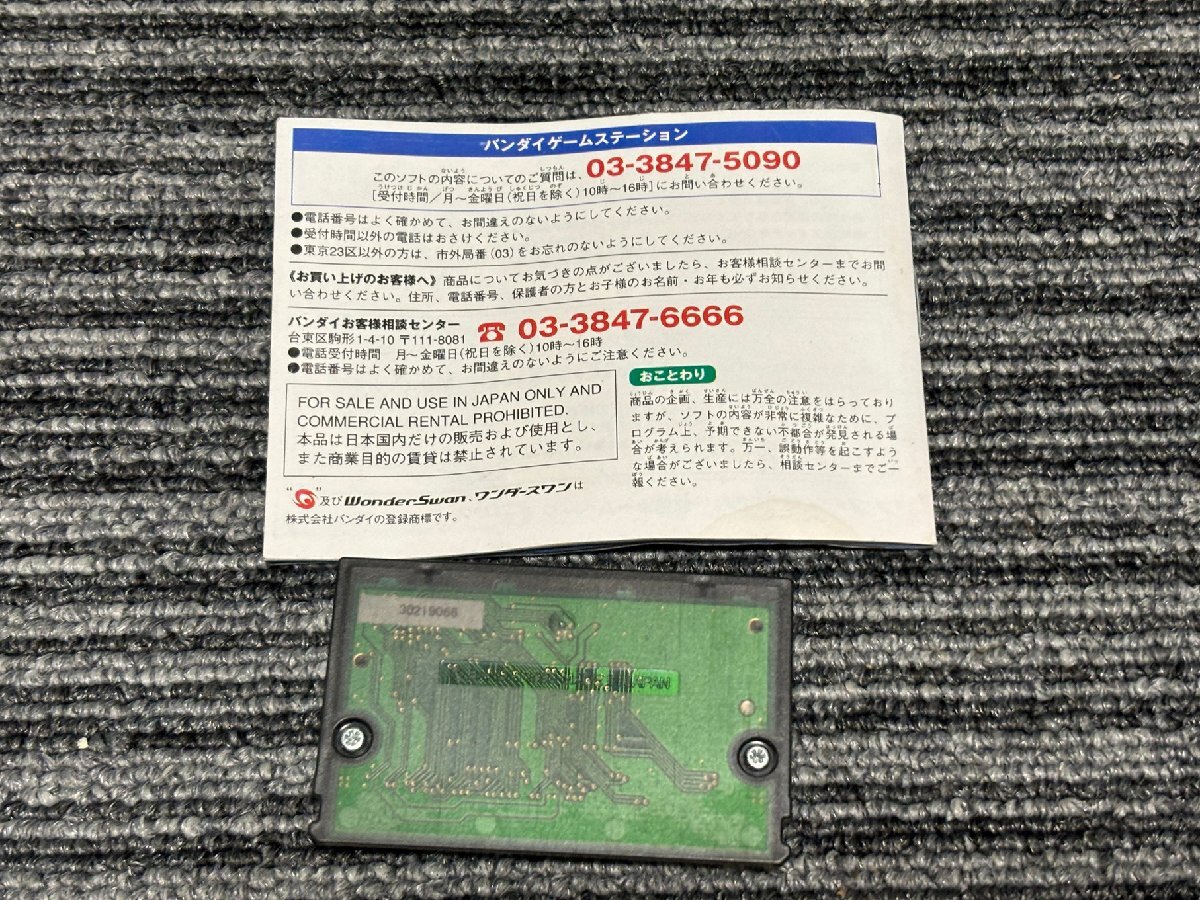 バンダイゲームステーション
このソフトの内容についてのご質問は、03-3847-5090
[受付時間/月〜金曜日(祝日を除く)10時〜16時]にお問い合わせください。
●電話番号はよく確かめて、お間違えのないようにしてください。
●受付時間以外の電話はおさけください。
●東京23区以外の方は、市外局番(03)をお忘れのないようにしてください。
《お買い上げのお客様へ》商品についてお気づきの点がございましたら、お客様相談センターまでお問
い合わせください。住所、電話番号、保護者の方とお子様のお名前・お年も必ずお知らせください。
バンダイお客様相談センター
台東区駒形1-4-10 〒111-8081
☎ 03-3847-6666
●電話受付時間 月〜金曜日(祝日を除く)10時〜16時
●電話番号はよく確かめて、お間違えのないようにご注意ください。
FOR SALE AND USE IN JAPAN ONLY AND
COMMERCIAL RENTAL PROHIBITED.
本品は日本国内だけの販売および使用とし、
また商業目的の賃貸は禁止されています。
おことわり
商品の企画、生産には万全の注意をはらっており
ますが、ソフトの内容が非常に複雑なために、プ
ログラム上、予期できない不都合が発見される場
合が考えられます。万一、誤動作等を起こすよう
な場合がございましたら、相談センターまでご一
報ください。
" "及びWonderSwan、ワンダースワンは
株式会社バンダイの登録商標です。
30219066
JAPAN